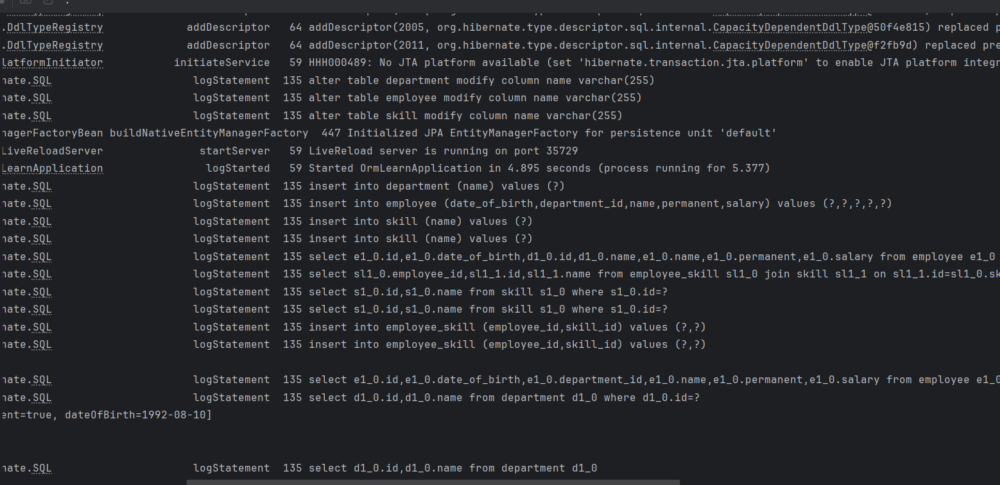 .DdlTypeRegistry addDescriptor 64 addDescriptor(2005, org.hibernate.type.descriptor.sql.internal.CapacityDependentDdlType@50f4e815) replaced p
.DdlTypeRegistry addDescriptor 64 addDescriptor(2011, org.hibernate.type.descriptor.sql.internal.CapacityDependentDdlType@f2fb9d) replaced pre
latformInitiator initiateService 59 HHH000489: No JTA platform available (set 'hibernate.transaction.jta.platform' to enable JTA platform integr
nate.SQL logStatement 135 alter table department modify column name varchar(255)
nate.SQL logStatement 135 alter table employee modify column name varchar(255)
nate.SQL logStatement 135 alter table skill modify column name varchar(255)
nagerFactoryBean buildNativeEntityManagerFactory 447 Initialized JPA EntityManagerFactory for persistence unit 'default'
LiveReloadServer startServer 59 LiveReload server is running on port 35729
LearnApplication logStarted 59 Started OrmLearnApplication in 4.895 seconds (process running for 5.377)
nate.SQL logStatement 135 insert into department (name) values (?)
nate.SQL logStatement 135 insert into employee (date_of_birth,department_id,name,permanent,salary) values (?,?,?,?,?)
nate.SQL logStatement 135 insert into skill (name) values (?)
nate.SQL logStatement 135 insert into skill (name) values (?)
nate.SQL logStatement 135 select e1_0.id,e1_0.date_of_birth,d1_0.id,d1_0.name,e1_0.name,e1_0.permanent,e1_0.salary from employee e1_0
nate.SQL logStatement 135 select sl1_0.employee_id,sl1_1.id,sl1_1.name from employee_skill sl1_0 join skill sl1_1 on sl1_1.id=sl1_0.sk
nate.SQL logStatement 135 select s1_0.id,s1_0.name from skill s1_0 where s1_0.id=?
nate.SQL logStatement 135 select s1_0.id,s1_0.name from skill s1_0 where s1_0.id=?
nate.SQL logStatement 135 insert into employee_skill (employee_id,skill_id) values (?,?)
nate.SQL logStatement 135 insert into employee_skill (employee_id,skill_id) values (?,?)
nate.SQL logStatement 135 select e1_0.id,e1_0.date_of_birth,e1_0.department_id,e1_0.name,e1_0.permanent,e1_0.salary from employee e1_0
nate.SQL logStatement 135 select d1_0.id,d1_0.name from department d1_0 where d1_0.id=?
ent=true, dateOfBirth=1992-08-10]
nate.SQL logStatement 135 select d1_0.id,d1_0.name from department d1_0